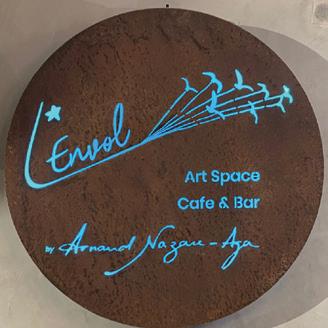 L'Envol
Art Space
Cafe & Bar
by Arnaud Nazare-Aga